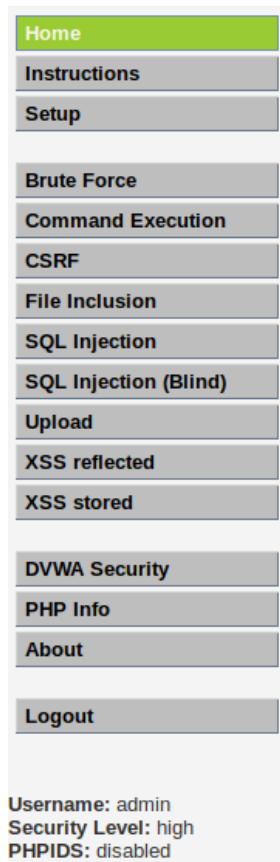 Home
Instructions
Setup
Brute Force
Command Execution
CSRF
File Inclusion
SQL Injection
SQL Injection (Blind)
Upload
XSS reflected
XSS stored
DVWA Security
PHP Info
About
Logout
Username: admin
Security Level: high
PHPIDS: disabled